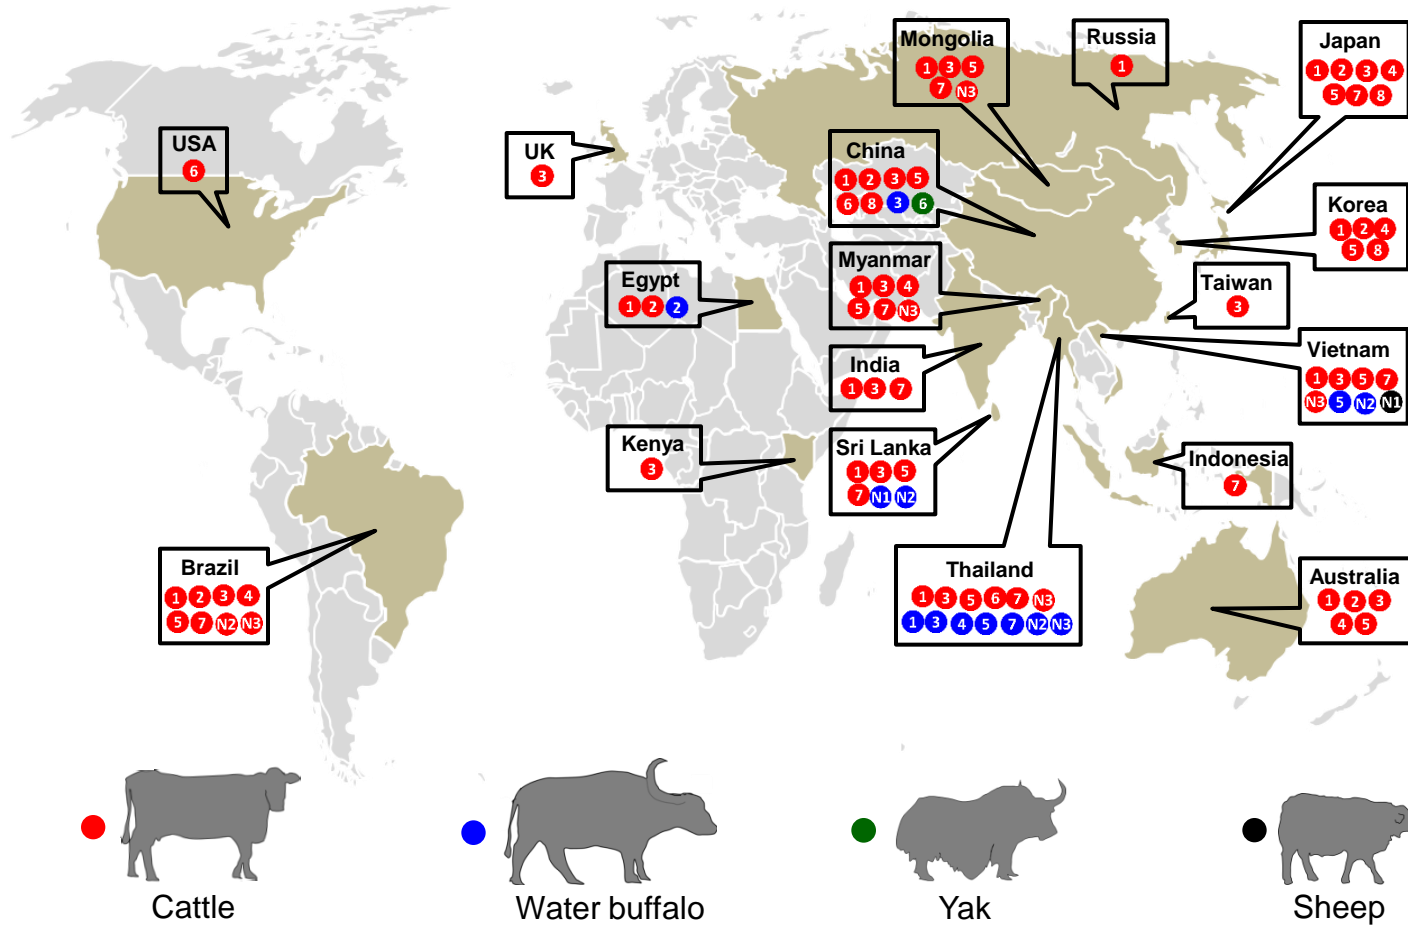 Mongolia
1 3 5
7 N3
Russia
1
Japan
1 2 3 4
5 7 8
USA
6
UK
3
China
1 2 3 5
6 8 3 6
Korea
1 2 4
5 8
Myanmar
1 3 4
5 7 N3
Egypt
1 2 2
Taiwan
3
India
1 3 7
Vietnam
1 3 5 7
N3 5 N2 N1
Kenya
3
Sri Lanka
1 3 5
7 N1 N2
Indonesia
7
Brazil
1 2 3 4
5 7 N2 N3
Thailand
1 3 5 6 7 N3
1 3 4 5 7 N2 N3
Australia
1 2 3
4 5
Cattle
Water buffalo
Yak
Sheep